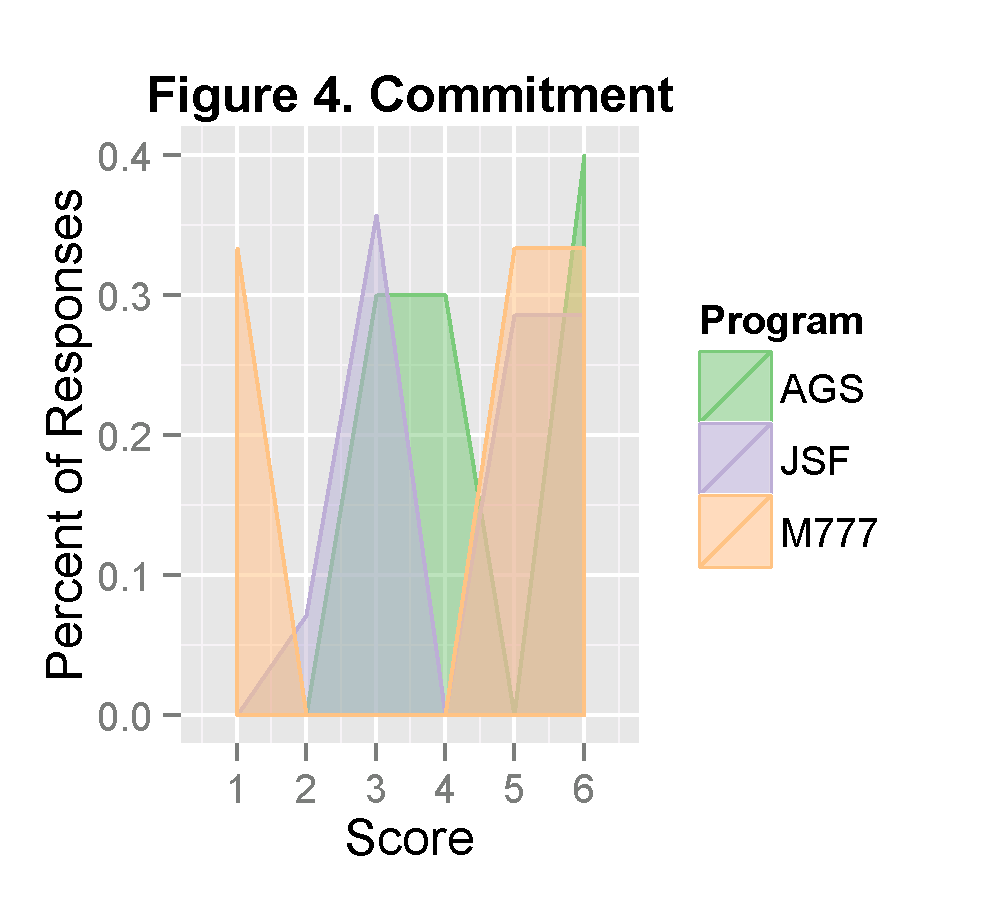 Figure 4. Commitment
Percent of Responses
0.4
0.3
0.2
0.1
0.0
1 2 3 4 5 6
Score
Program
AGS
JSF
M777